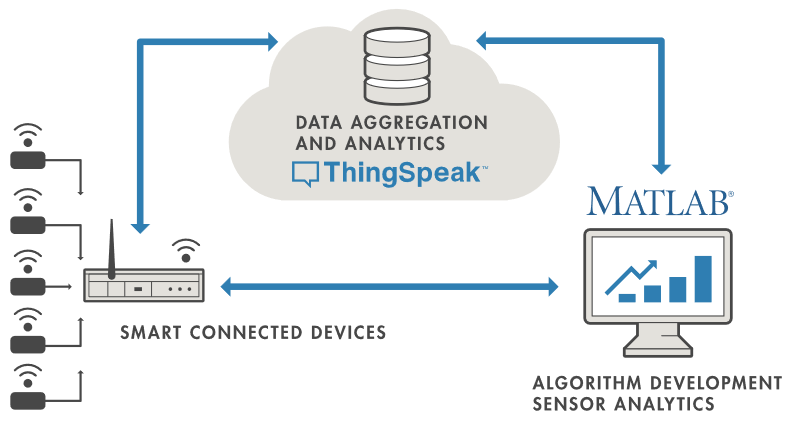 DATA AGGREGATION
AND ANALYTICS
ThingSpeak™
MATLAB®
SMART CONNECTED DEVICES
ALGORITHM DEVELOPMENT
SENSOR ANALYTICS